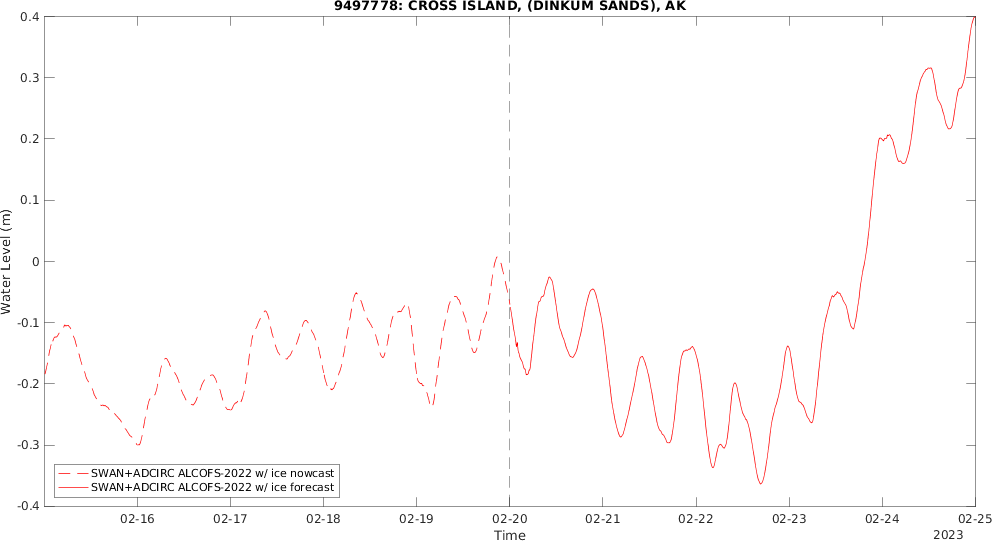 9497778: CROSS ISLAND, (DINKUM SANDS), AK
0.4
0.3
0.2
0.1
0
-0.1
-0.2
-0.3
-0.4
Water Level (m)
SWAN+ADCIRC ALCOFS-2022 w/ ice nowcast
SWAN+ADCIRC ALCOFS-2022 w/ ice forecast
02-16 02-17 02-18 02-19 02-20 02-21 02-22 02-23 02-24 02-25
Time
2023